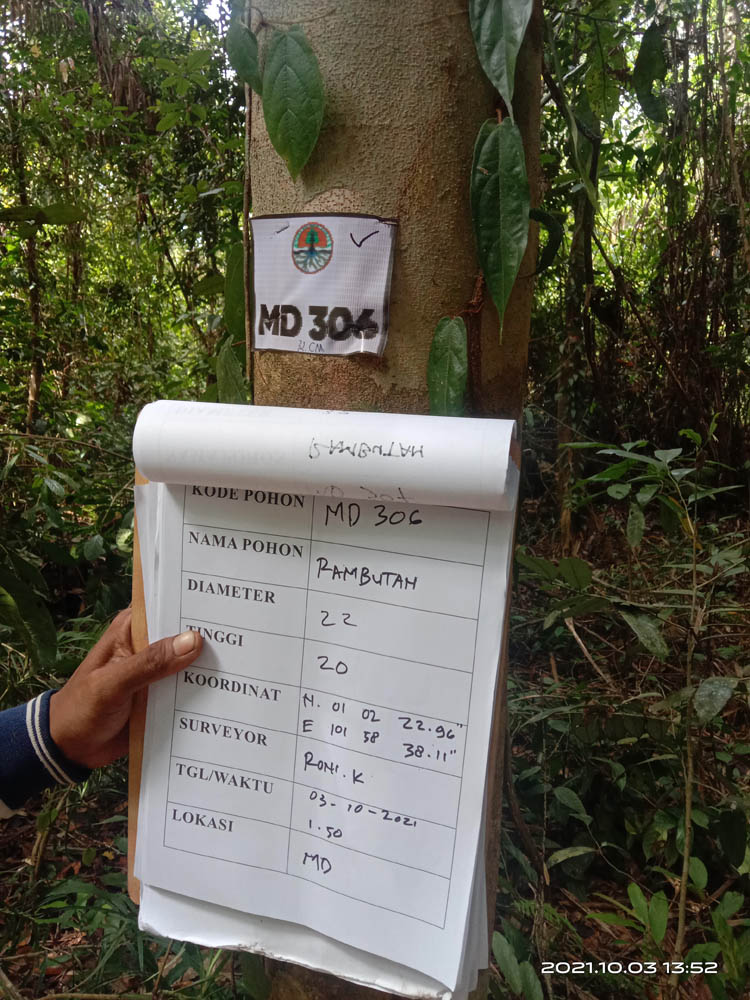 MD 306
KODE POHON MD 306
NAMA POHON RAMBUTAN
DIAMETER 22
TINGGI 20
KOORDINAT N. 01 02 22.96"
E 101 58 38.11"
SURVEYOR RONI.K
TGL/WAKTU 03-10-2021
1.50
LOKASI MD
2021.10.03 13:52